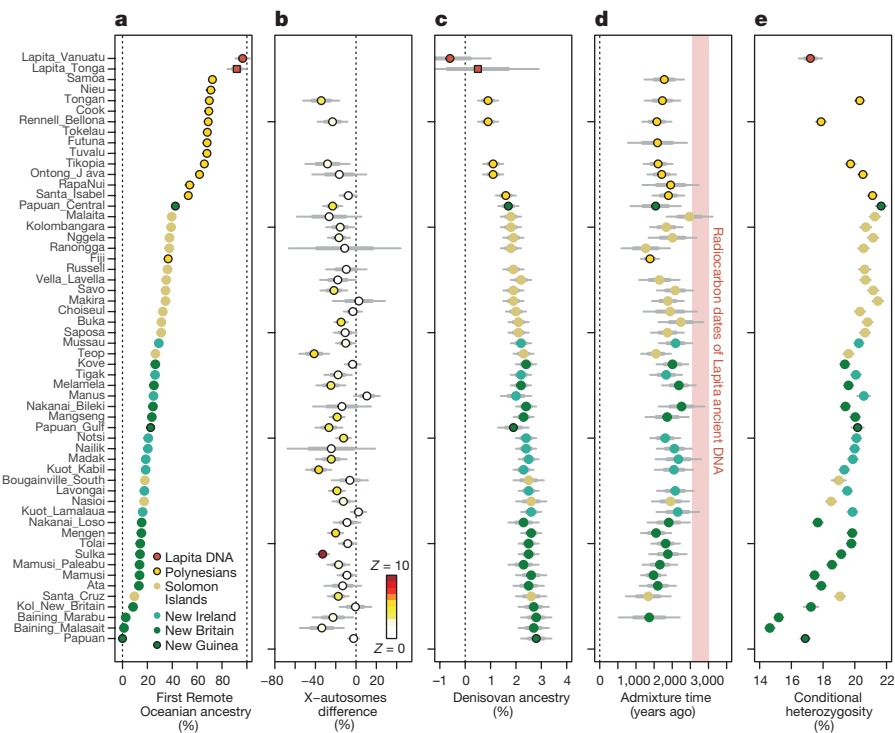 a b c d e
Lapita_Vanuatu
Lapita_Tonga
Samoa
Nieu
Tongan
Cook
Rennell_Bellona
Tokelau
Futuna
Tuvalu
Tikopia
Ontong_J ava
RapaNui
Santa_Isabel
Papuan_Central
Malaita
Kolombangara
Nggela
Ranongga
Fiji
Russell
Vella_Lavella
Savo
Makira
Choiseul
Buka
Saposa
Mussau
Teop
Kove
Tigak
Melamela
Manus
Nakanai_Bileki
Mangseng
Papuan_Gulf
Notsi
Nailik
Madak
Kuot_Kabil
Bougainville_South
Lavongai
Nasioi
Kuot_Lamalaua
Nakanai_Loso
Mengen
Tolai
Sulka
Mamusi_Paleabu
Mamusi
Ata
Santa_Cruz
Kol_New_Britain
Baining_Marabu
Baining_Malasait
Papuan
Lapita DNA
Polynesians
Solomon
Islands
New Ireland
New Britain
New Guinea
Z = 10
Z = 0
Radiocarbon dates of Lapita ancient DNA
0 20 40 60 80
First Remote
Oceanian ancestry
(%)
−80 −40 0 40
X–autosomes
difference
(%)
−1 0 1 2 3 4
Denisovan ancestry
(%)
0 1,000 2,000 3,000
Admixture time
(years ago)
14 16 18 20 22
Conditional
heterozygosity
(%)